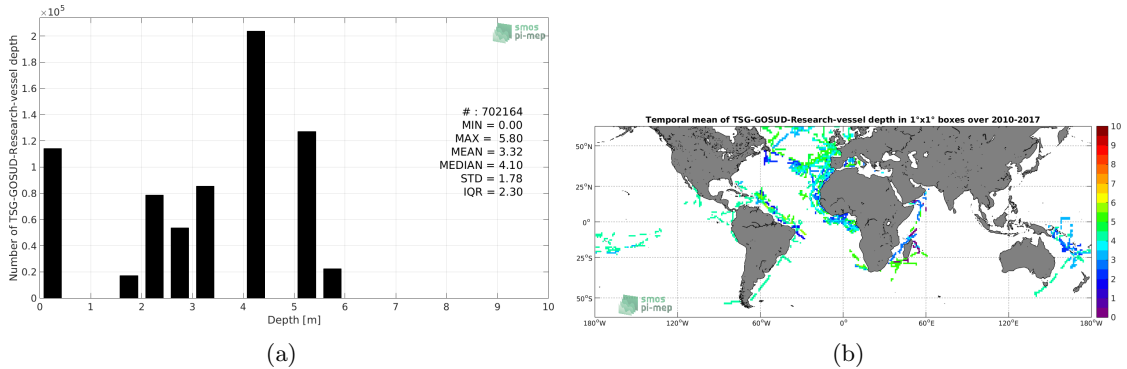 ×10⁵
2
1.8
1.6
1.4
1.2
1
0.8
0.6
0.4
0.2
0
Number of TSG-GOSUD-Research-vessel depth
smos
pi-mep
# : 702164
MIN = 0.00
MAX = 5.80
MEAN = 3.32
MEDIAN = 4.10
STD = 1.78
IQR = 2.30
0 1 2 3 4 5 6 7 8 9 10
Depth [m]
(a)
Temporal mean of TSG-GOSUD-Research-vessel depth in 1°x1° boxes over 2010-2017
50°N
25°N
0°
25°S
50°S
smos
pi-mep
180°W 120°W 60°W 0° 60°E 120°E 180°W
10
9
8
7
6
5
4
3
2
1
0
(b)